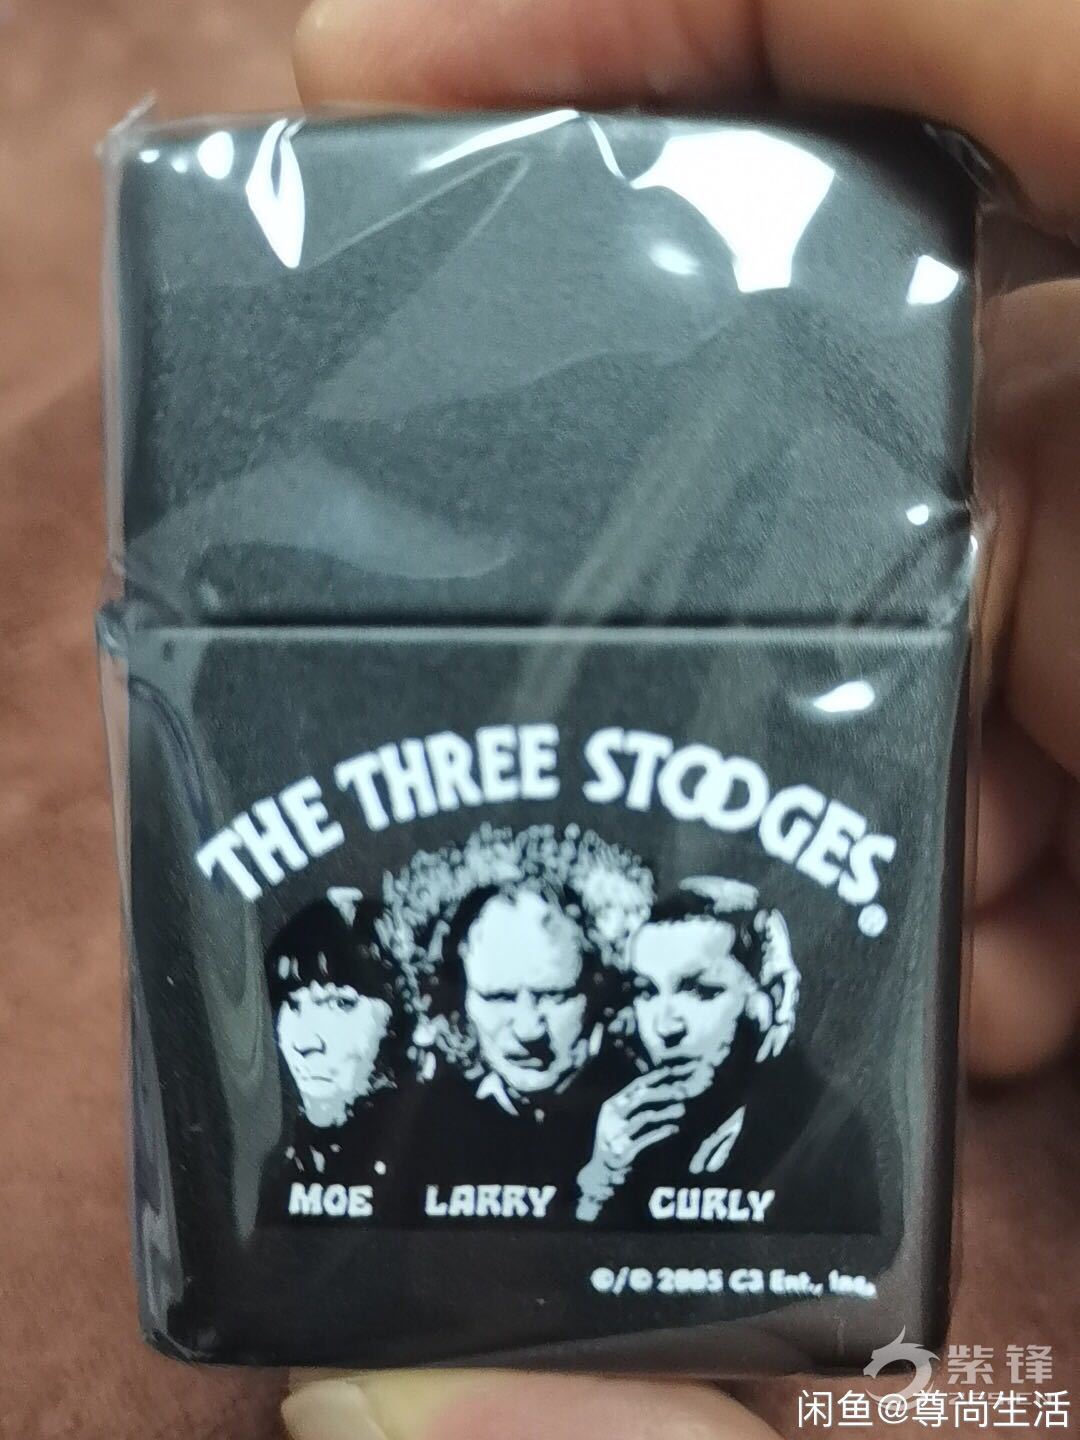 THE THREE STOOGES®
MOE LARRY CURLY
©/© 2005 C3 Ent., Inc.
紫锋
闲鱼@尊尚生活